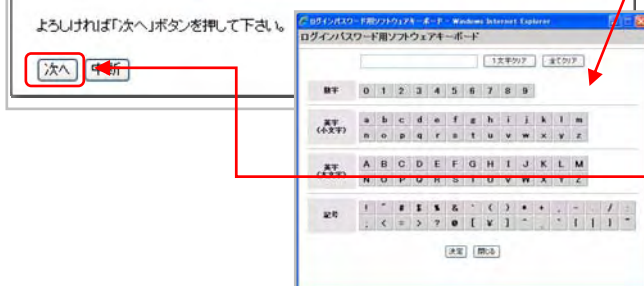 よろしければ「次へ」ボタンを押して下さい。
次へ 中断
ログインパスワード用ソフトウェアキーボード - Windows Internet Explorer
ログインパスワード用ソフトウェアキーボード
1文字クリア 全てクリア
数字 0 1 2 3 4 5 6 7 8 9
英字
(小文字)
a b c d e f g h i j k l m
n o p q r s t u v w x y z
英字
(大文字)
A B C D E F G H I J K L M
N O P Q R S T U V W X Y Z
記号
! " # $ % & ' ( ) * + , - . / :
; < = > ? @ [ ¥ ] ^ _ ` { | } ~
決定 閉じる